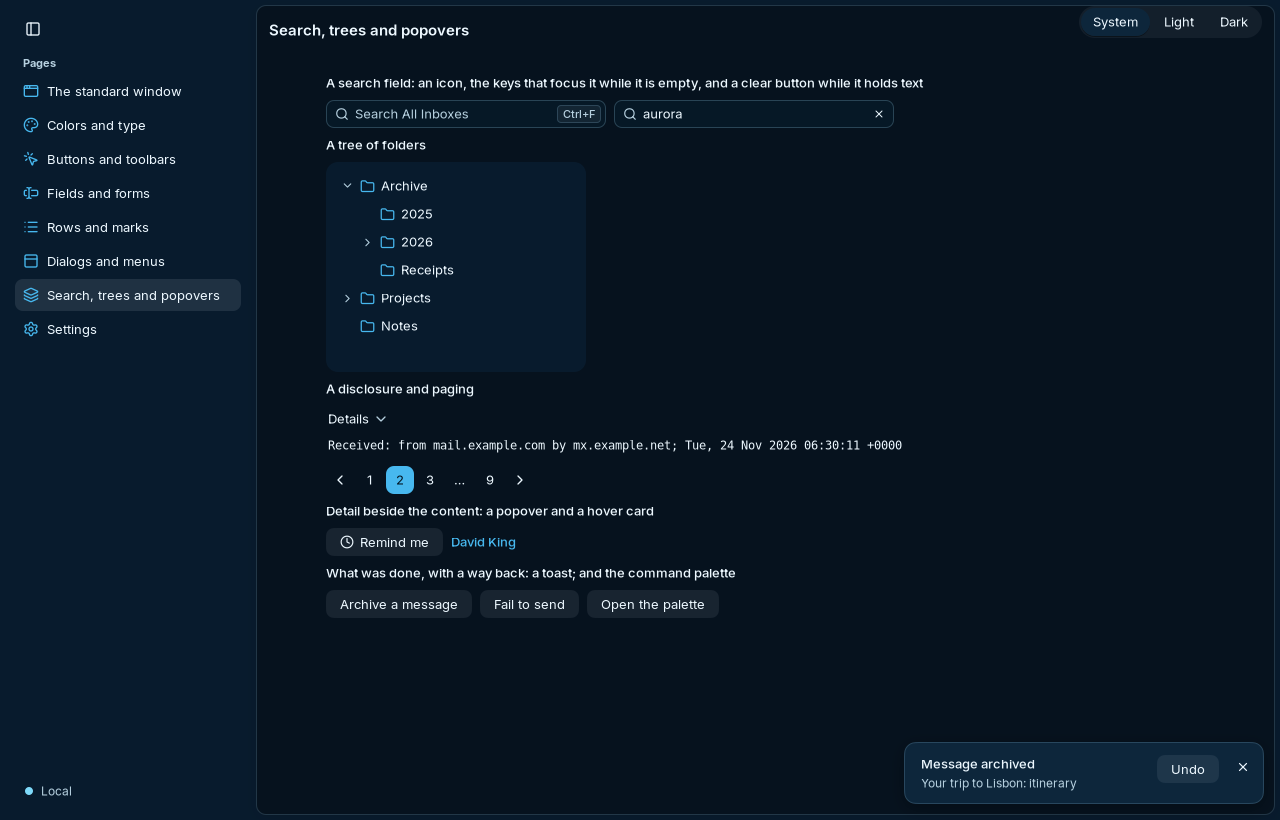 Pages
The standard window
Colors and type
Buttons and toolbars
Fields and forms
Rows and marks
Dialogs and menus
Search, trees and popovers
Settings
Local
Search, trees and popovers
System Light Dark
A search field: an icon, the keys that focus it while it is empty, and a clear button while it holds text
Search All Inboxes Ctrl+F aurora
A tree of folders
Archive
2025
2026
Receipts
Projects
Notes
A disclosure and paging
Details
Received: from mail.example.com by mx.example.net; Tue, 24 Nov 2026 06:30:11 +0000
1 2 3 … 9
Detail beside the content: a popover and a hover card
Remind me David King
What was done, with a way back: a toast; and the command palette
Archive a message Fail to send Open the palette
Message archived
Your trip to Lisbon: itinerary
Undo